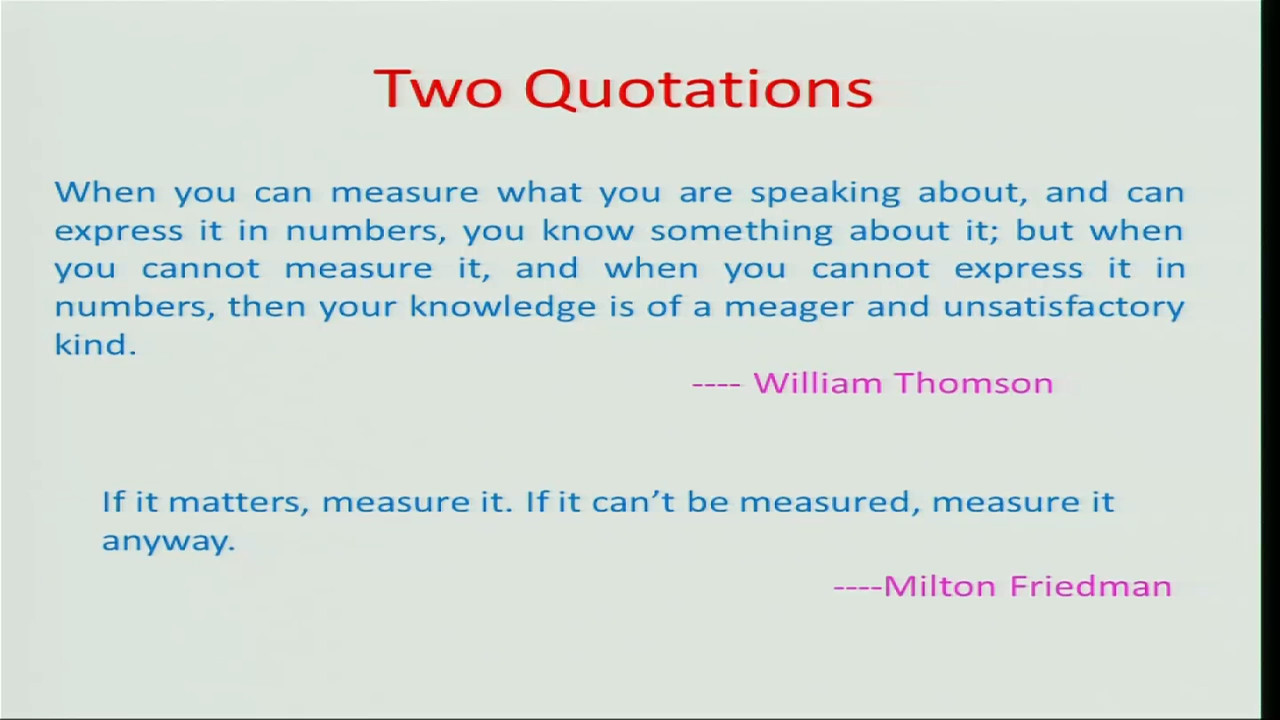 Two Quotations
When you can measure what you are speaking about, and can
express it in numbers, you know something about it; but when
you cannot measure it, and when you cannot express it in
numbers, then your knowledge is of a meager and unsatisfactory
kind.
---- William Thomson
If it matters, measure it. If it can’t be measured, measure it
anyway.
----Milton Friedman